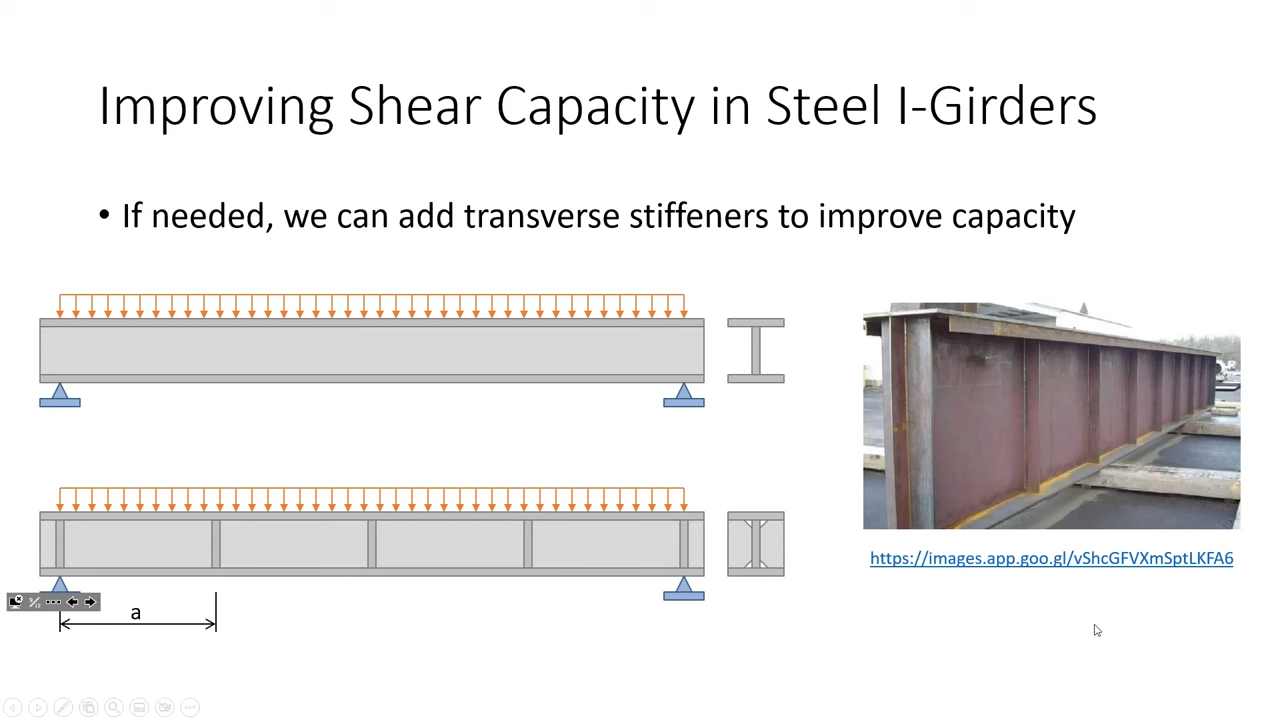 Improving Shear Capacity in Steel I-Girders
• If needed, we can add transverse stiffeners to improve capacity
https://images.app.goo.gl/vShcGFVXmSptLKFA6
a